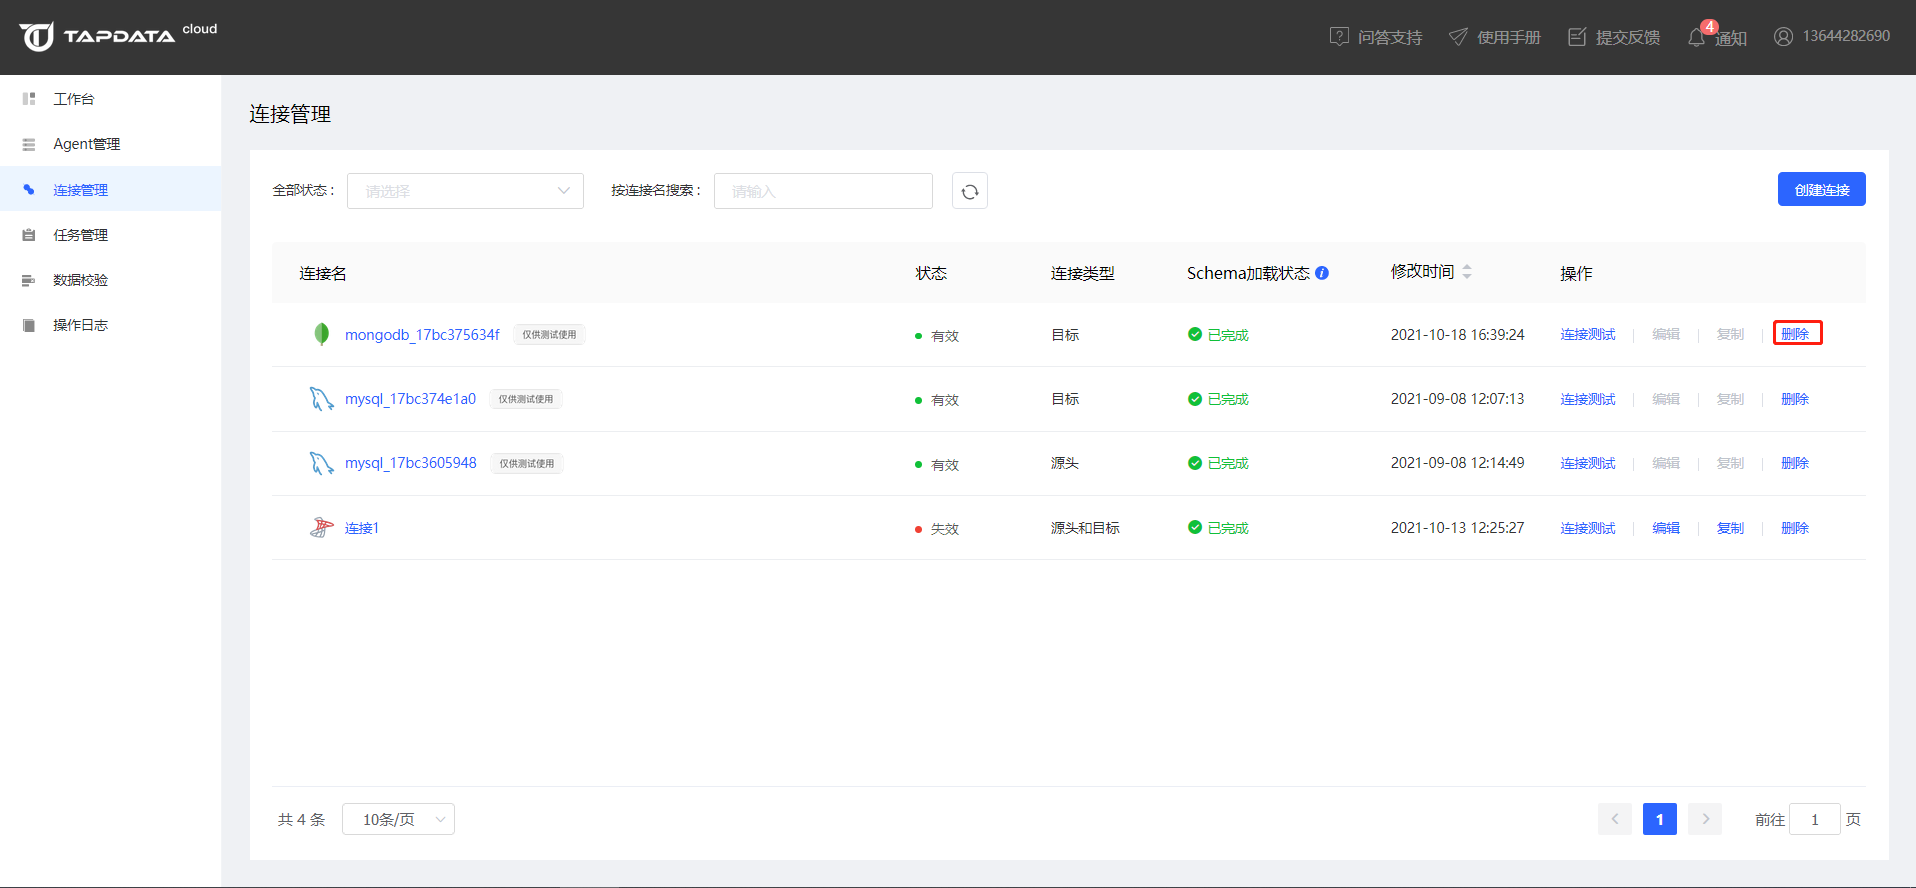 TAPDATA cloud
问答支持 使用手册 提交反馈 4 通知 13644282690
工作台
Agent管理
连接管理
任务管理
数据校验
操作日志
连接管理
全部状态： 请选择 按连接名搜索： 请输入 创建连接
连接名 状态 连接类型 Schema加载状态 修改时间 操作
mongodb_17bc375634f 仅供测试使用 有效 目标 已完成 2021-10-18 16:39:24 连接测试 编辑 复制 删除
mysql_17bc374e1a0 仅供测试使用 有效 目标 已完成 2021-09-08 12:07:13 连接测试 编辑 复制 删除
mysql_17bc3605948 仅供测试使用 有效 源头 已完成 2021-09-08 12:14:49 连接测试 编辑 复制 删除
连接1 失效 源头和目标 已完成 2021-10-13 12:25:27 连接测试 编辑 复制 删除
共 4 条 10条/页 1 前往 1 页